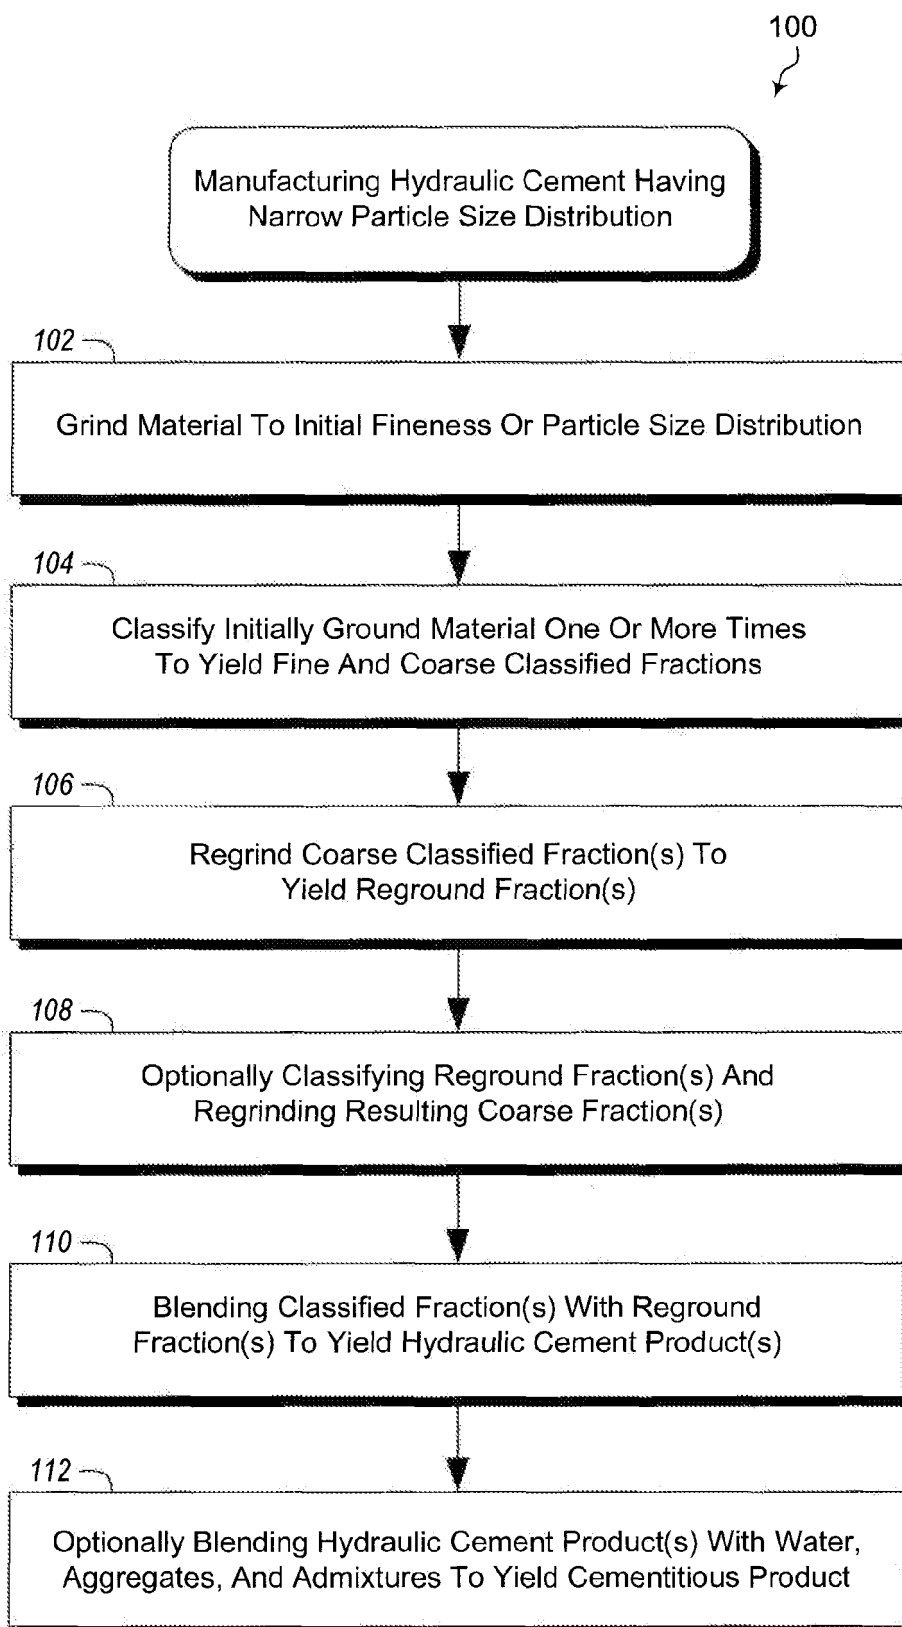 100
Manufacturing Hydraulic Cement Having
Narrow Particle Size Distribution
102
Grind Material To Initial Fineness Or Particle Size Distribution
104
Classify Initially Ground Material One Or More Times
To Yield Fine And Coarse Classified Fractions
106
Regrind Coarse Classified Fraction(s) To
Yield Reground Fraction(s)
108
Optionally Classifying Reground Fraction(s) And
Regrinding Resulting Coarse Fraction(s)
110
Blending Classified Fraction(s) With Reground
Fraction(s) To Yield Hydraulic Cement Product(s)
112
Optionally Blending Hydraulic Cement Product(s) With Water,
Aggregates, And Admixtures To Yield Cementitious Product